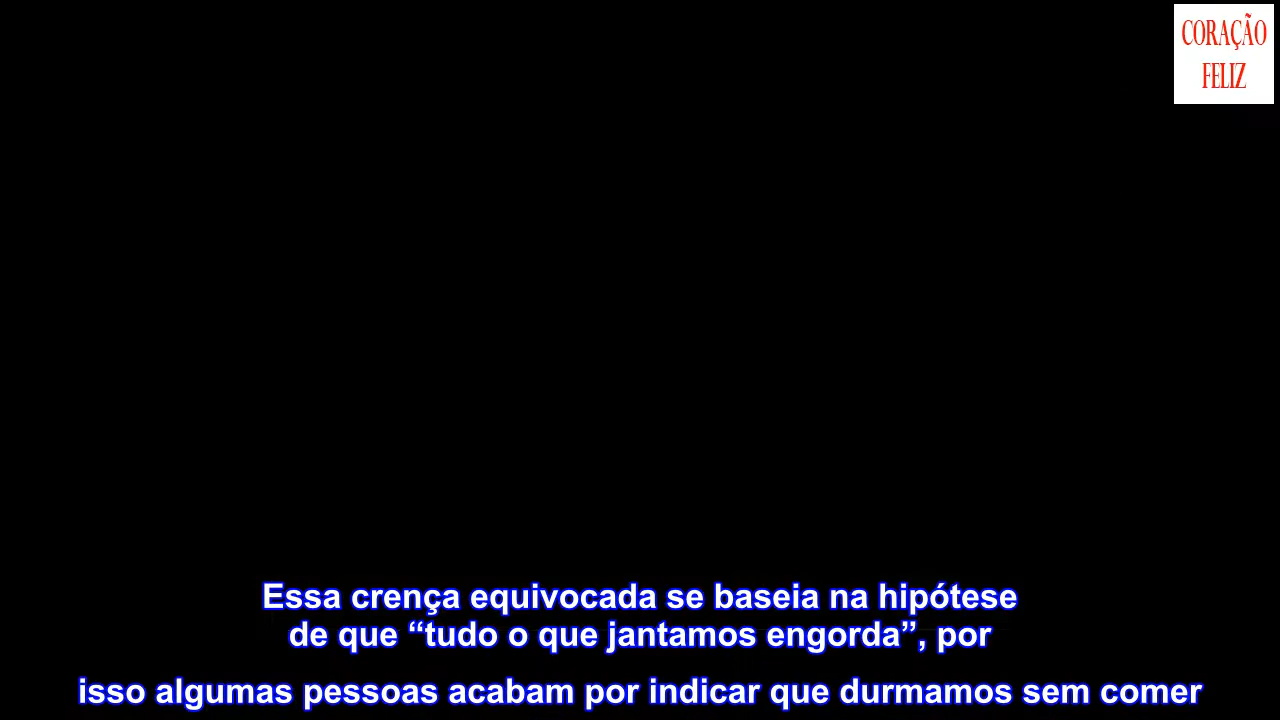 CORAÇÃO
FELIZ
Essa crença equivocada se baseia na hipótese
de que “tudo o que jantamos engorda”, por
isso algumas pessoas acabam por indicar que durmamos sem comer